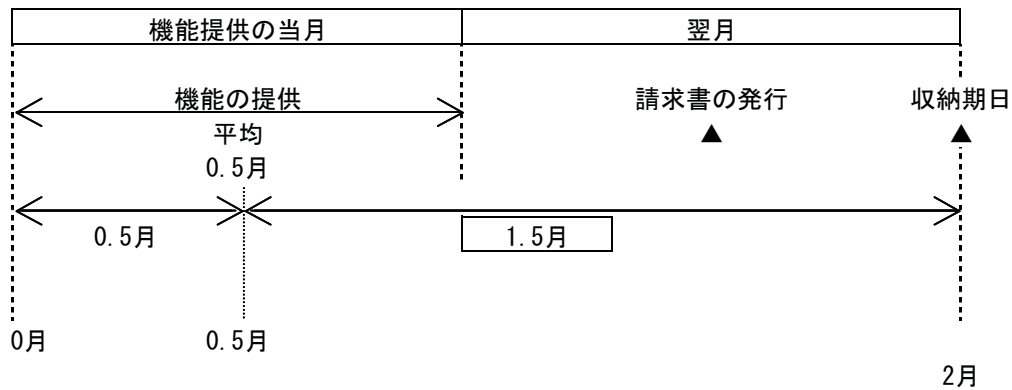 機能提供の当月 翌月
機能の提供 請求書の発行 収納期日
平均 ▲ ▲
0.5月
0.5月 1.5月
0月 0.5月
2月